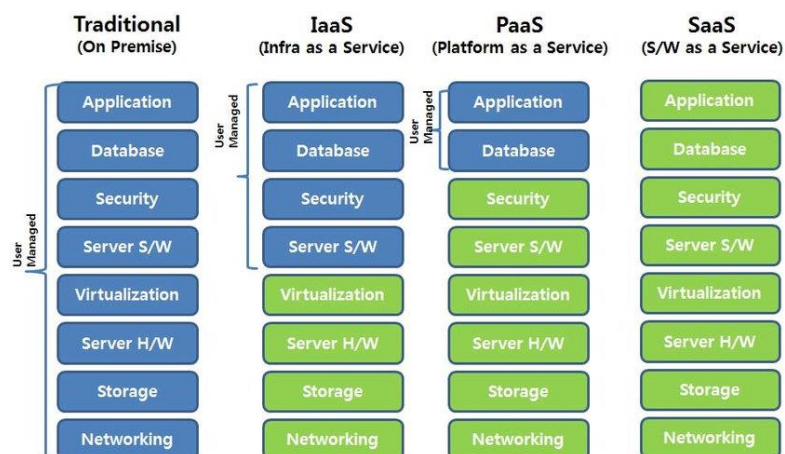 Traditional
(On Premise)
IaaS
(Infra as a Service)
PaaS
(Platform as a Service)
SaaS
(S/W as a Service)
User
Managed
Application
Database
Security
Server S/W
Virtualization
Server H/W
Storage
Networking
User
Managed
Application
Database
Security
Server S/W
Virtualization
Server H/W
Storage
Networking
User
Managed
Application
Database
Security
Server S/W
Virtualization
Server H/W
Storage
Networking
Application
Database
Security
Server S/W
Virtualization
Server H/W
Storage
Networking